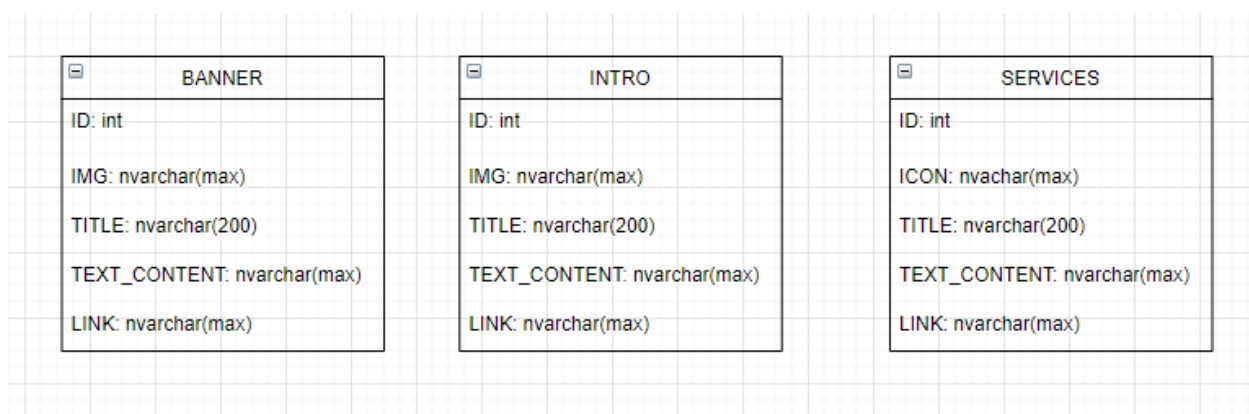 BANNER
ID: int
IMG: nvarchar(max)
TITLE: nvarchar(200)
TEXT_CONTENT: nvarchar(max)
LINK: nvarchar(max)
INTRO
ID: int
IMG: nvarchar(max)
TITLE: nvarchar(200)
TEXT_CONTENT: nvarchar(max)
LINK: nvarchar(max)
SERVICES
ID: int
ICON: nvachar(max)
TITLE: nvarchar(200)
TEXT_CONTENT: nvarchar(max)
LINK: nvarchar(max)